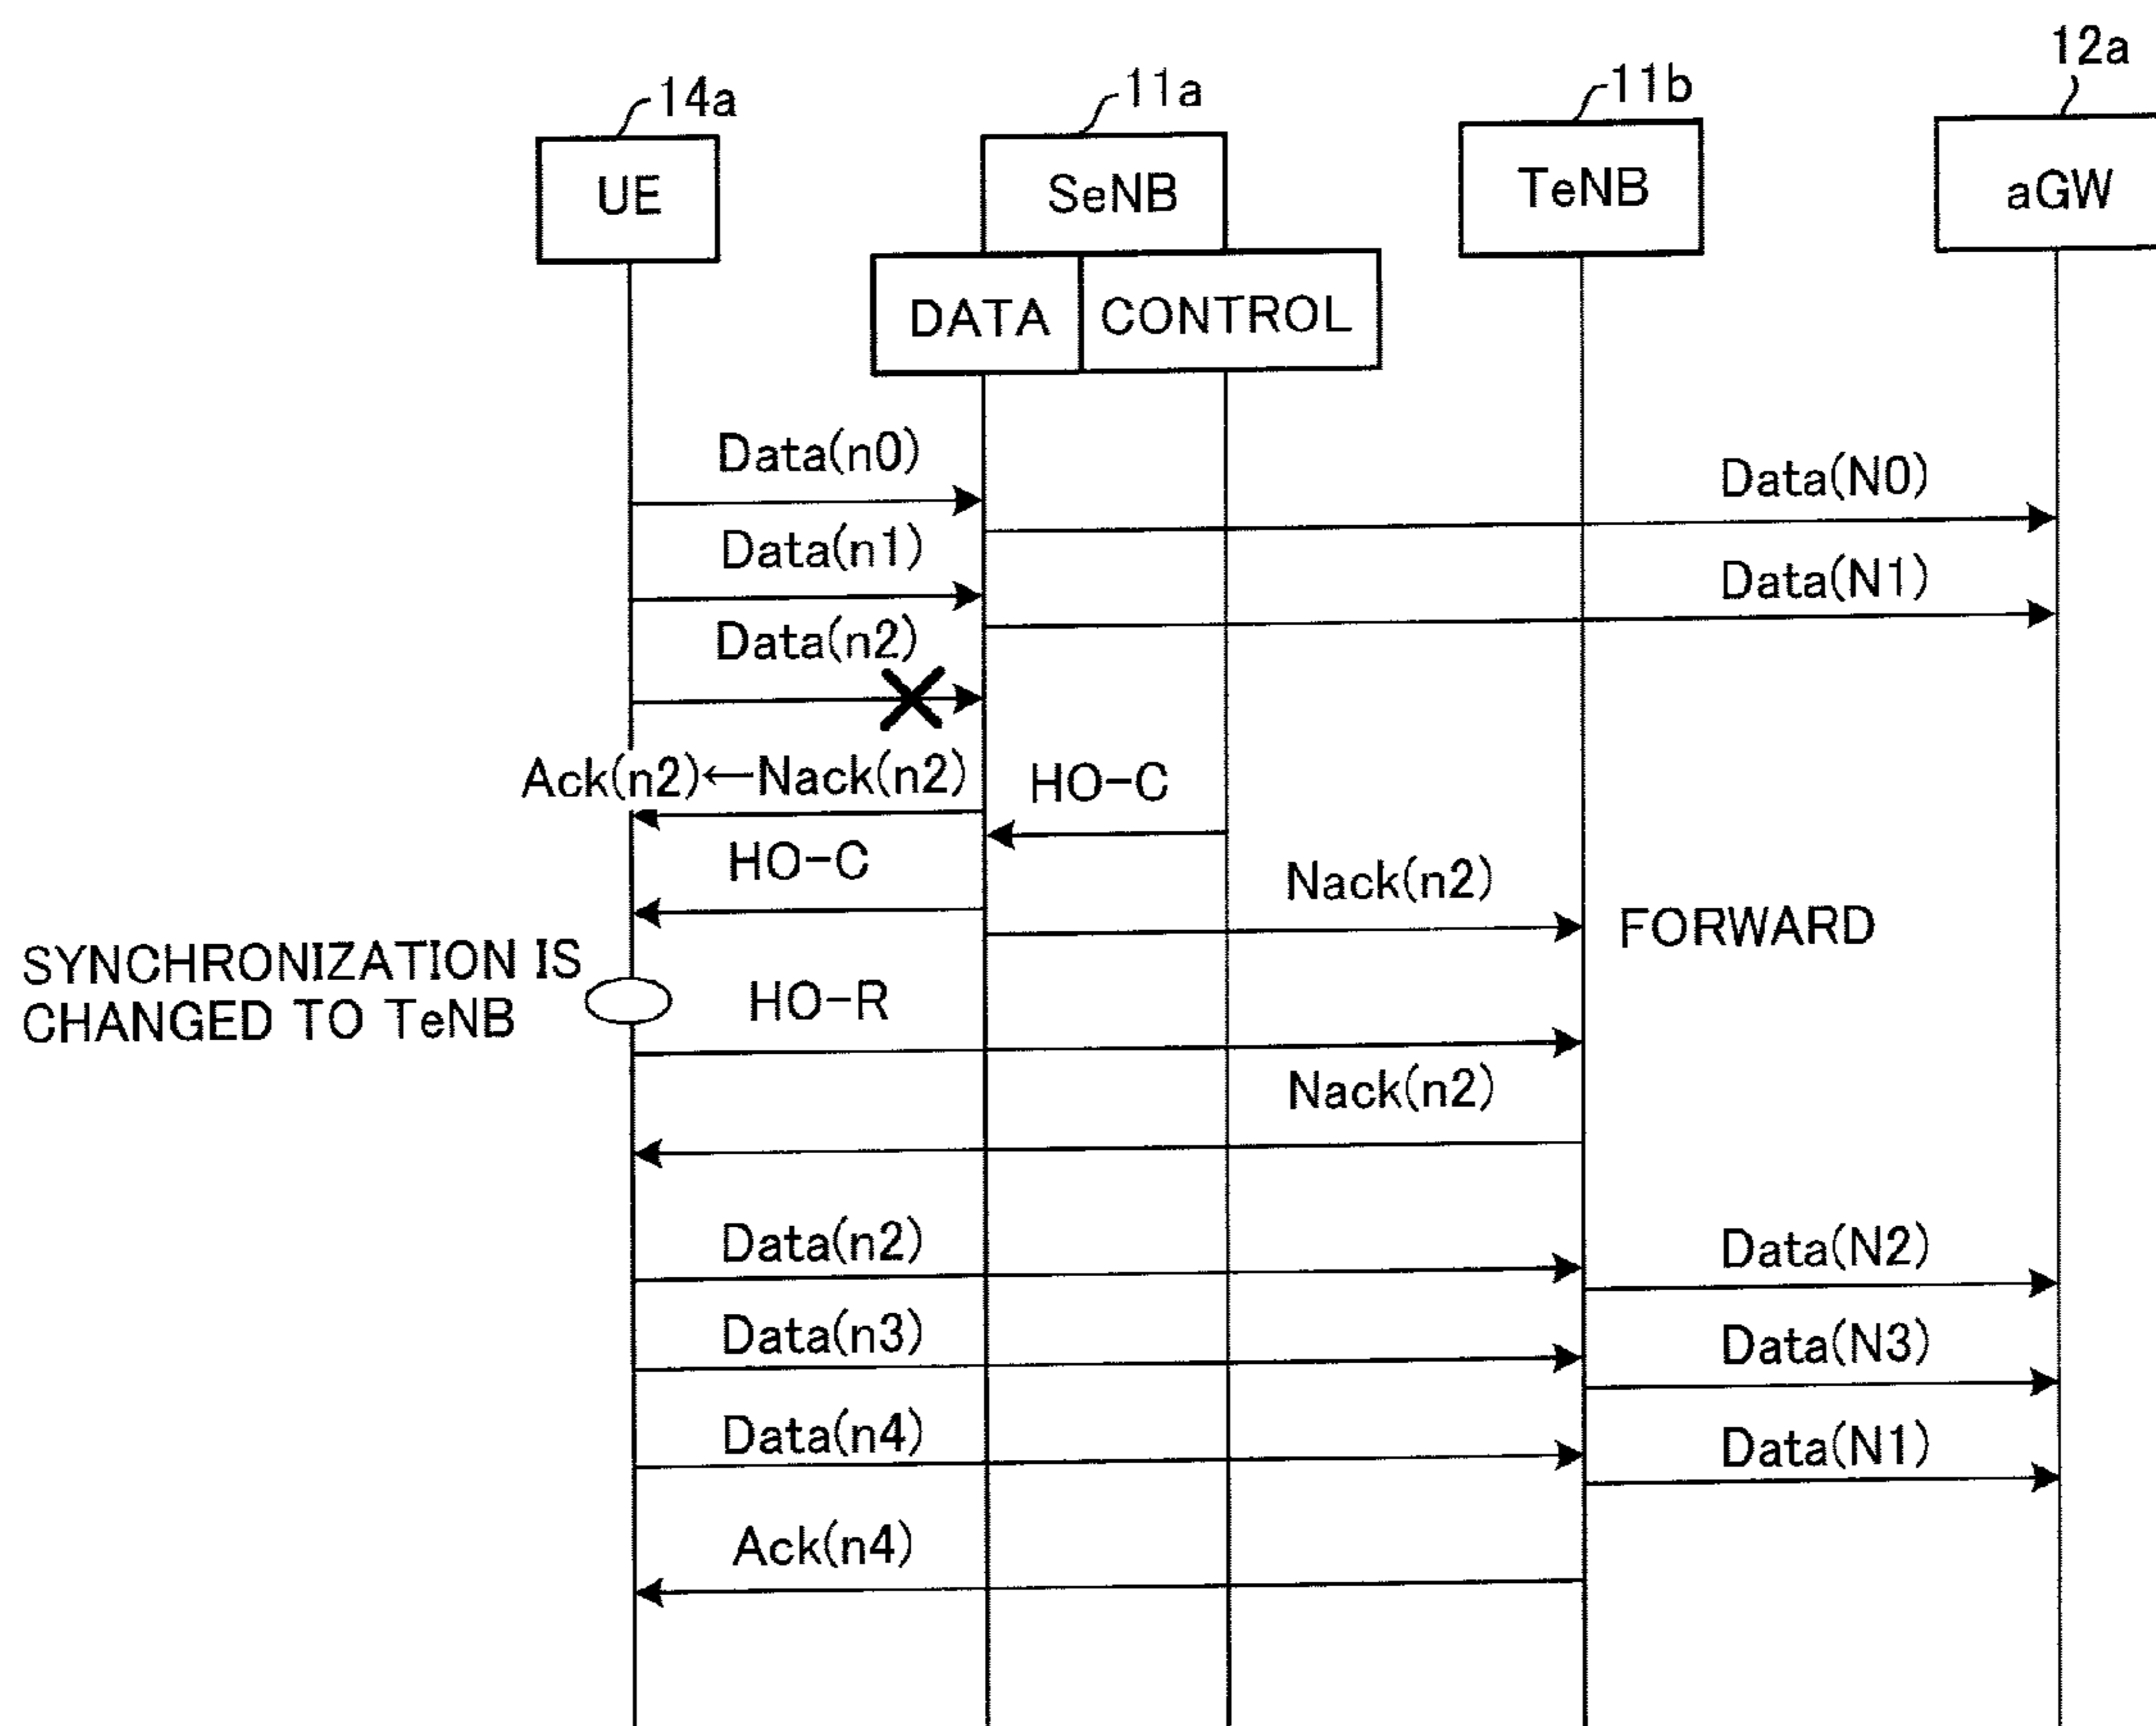 14a
11a
11b
12a
UE
SeNB
TeNB
aGW
DATA
CONTROL
Data(n0)
Data(N0)
Data(n1)
Data(N1)
Data(n2)
Ack(n2)←Nack(n2)
HO-C
HO-C
Nack(n2)
FORWARD
SYNCHRONIZATION IS
CHANGED TO TeNB
HO-R
Nack(n2)
Data(n2)
Data(N2)
Data(n3)
Data(N3)
Data(n4)
Data(N1)
Ack(n4)